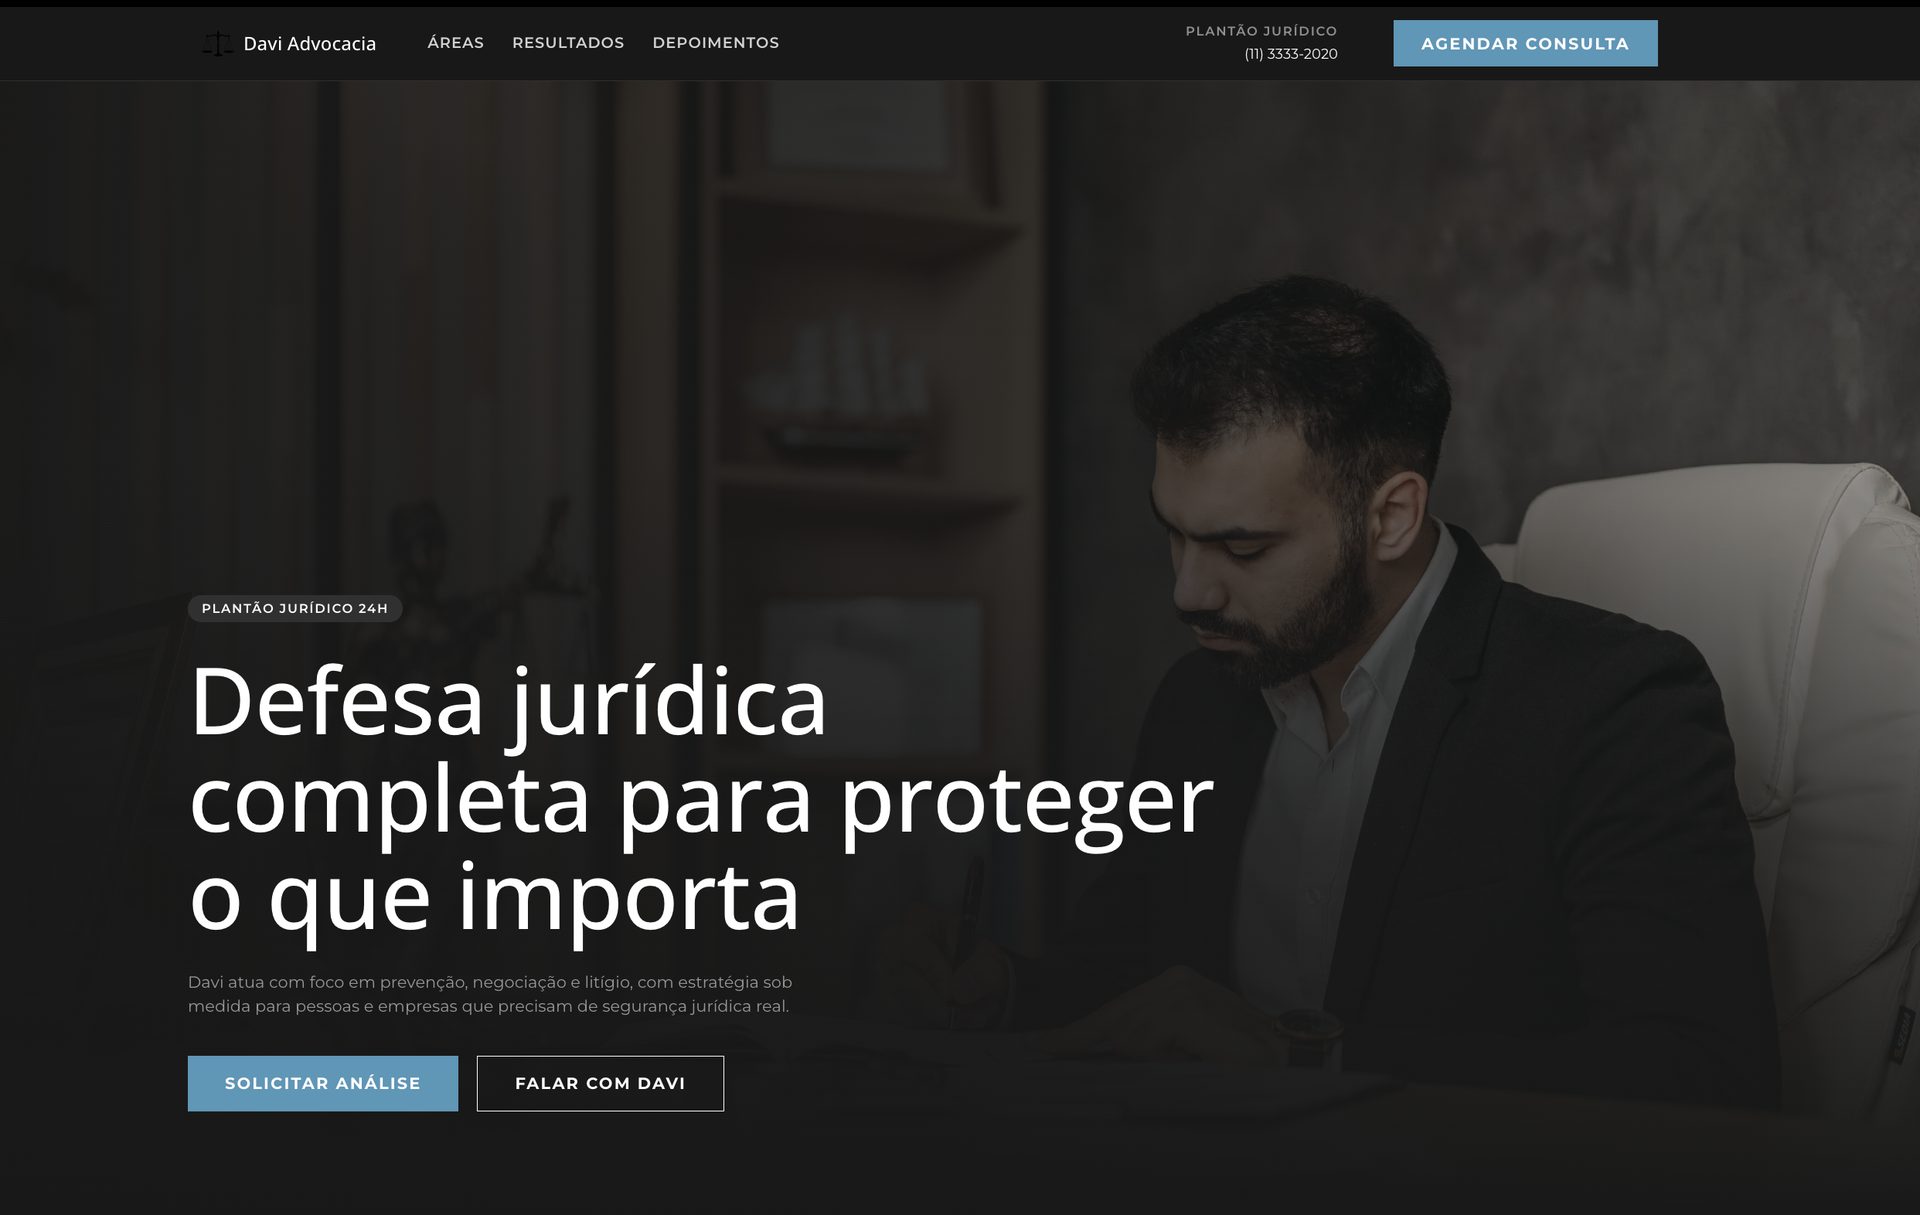 Davi Advocacia
ÁREAS RESULTADOS DEPOIMENTOS
PLANTÃO JURÍDICO
(11) 3333-2020
AGENDAR CONSULTA
PLANTÃO JURÍDICO 24H
Defesa jurídica
completa para proteger
o que importa
Davi atua com foco em prevenção, negociação e litígio, com estratégia sob
medida para pessoas e empresas que precisam de segurança jurídica real.
SOLICITAR ANÁLISE
FALAR COM DAVI